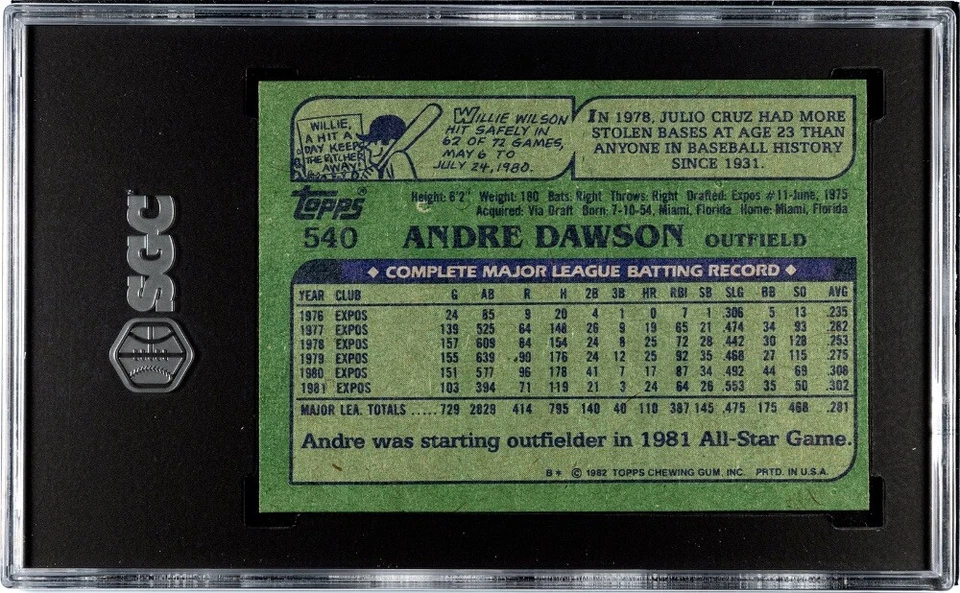 SGC
WILLIE,
A HIT A
DAY KEEPS
THE PITCHER
AWAY!
WILLIE WILSON
HIT SAFELY IN
62 OF 72 GAMES,
MAY 6 TO
JULY 24, 1980.
IN 1978, JULIO CRUZ HAD MORE
STOLEN BASES AT AGE 23 THAN
ANYONE IN BASEBALL HISTORY
SINCE 1931.
TOPPS®
Height: 6'2" Weight: 180 Bats: Right Throws: Right Drafted: Expos #11-June, 1975
Acquired: Via Draft Born: 7-10-54, Miami, Florida Home: Miami, Florida
540 ANDRE DAWSON OUTFIELD
◆ COMPLETE MAJOR LEAGUE BATTING RECORD ◆
YEAR CLUB G AB R H 2B 3B HR RBI SB SLG BB SO AVG
1976 EXPOS 24 85 9 20 4 1 0 7 1 .306 5 13 .235
1977 EXPOS 139 525 64 148 26 9 19 65 21 .474 34 93 .282
1978 EXPOS 157 609 84 154 24 8 25 72 28 .442 30 128 .253
1979 EXPOS 155 639 90 176 24 12 25 92 35 .468 27 115 .275
1980 EXPOS 151 577 96 178 41 7 17 87 34 .492 44 69 .308
1981 EXPOS 103 394 71 119 21 3 24 64 26 .553 35 50 .302
MAJOR LEA. TOTALS ..... 729 2829 414 795 140 40 110 387 145 .475 175 468 .281
Andre was starting outfielder in 1981 All-Star Game.
B* © 1982 TOPPS CHEWING GUM, INC. PRTD. IN U.S.A.